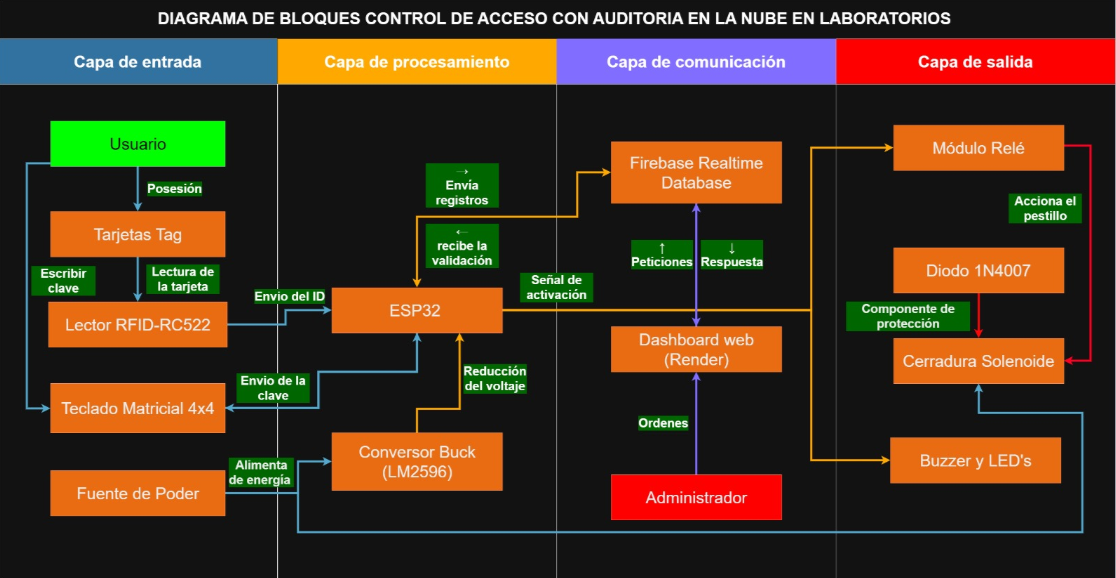 DIAGRAMA DE BLOQUES CONTROL DE ACCESO CON AUDITORIA EN LA NUBE EN LABORATORIOS
Capa de entrada
Capa de procesamiento
Capa de comunicación
Capa de salida
Usuario
Posesión
Tarjetas Tag
Escribir
clave
Lectura de
la tarjeta
Lector RFID-RC522
Teclado Matricial 4x4
Fuente de Poder
Envio del ID
Envio de la
clave
Alimenta
de energía
→
Envía
registros
←
recibe la
validación
ESP32
Reducción
del voltaje
Conversor Buck
(LM2596)
Señal de
activación
Firebase Realtime
Database
↑
Peticiones
↓
Respuesta
Dashboard web
(Render)
Ordenes
Administrador
Módulo Relé
Acciona el
pestillo
Diodo 1N4007
Componente de
protección
Cerradura Solenoide
Buzzer y LED's